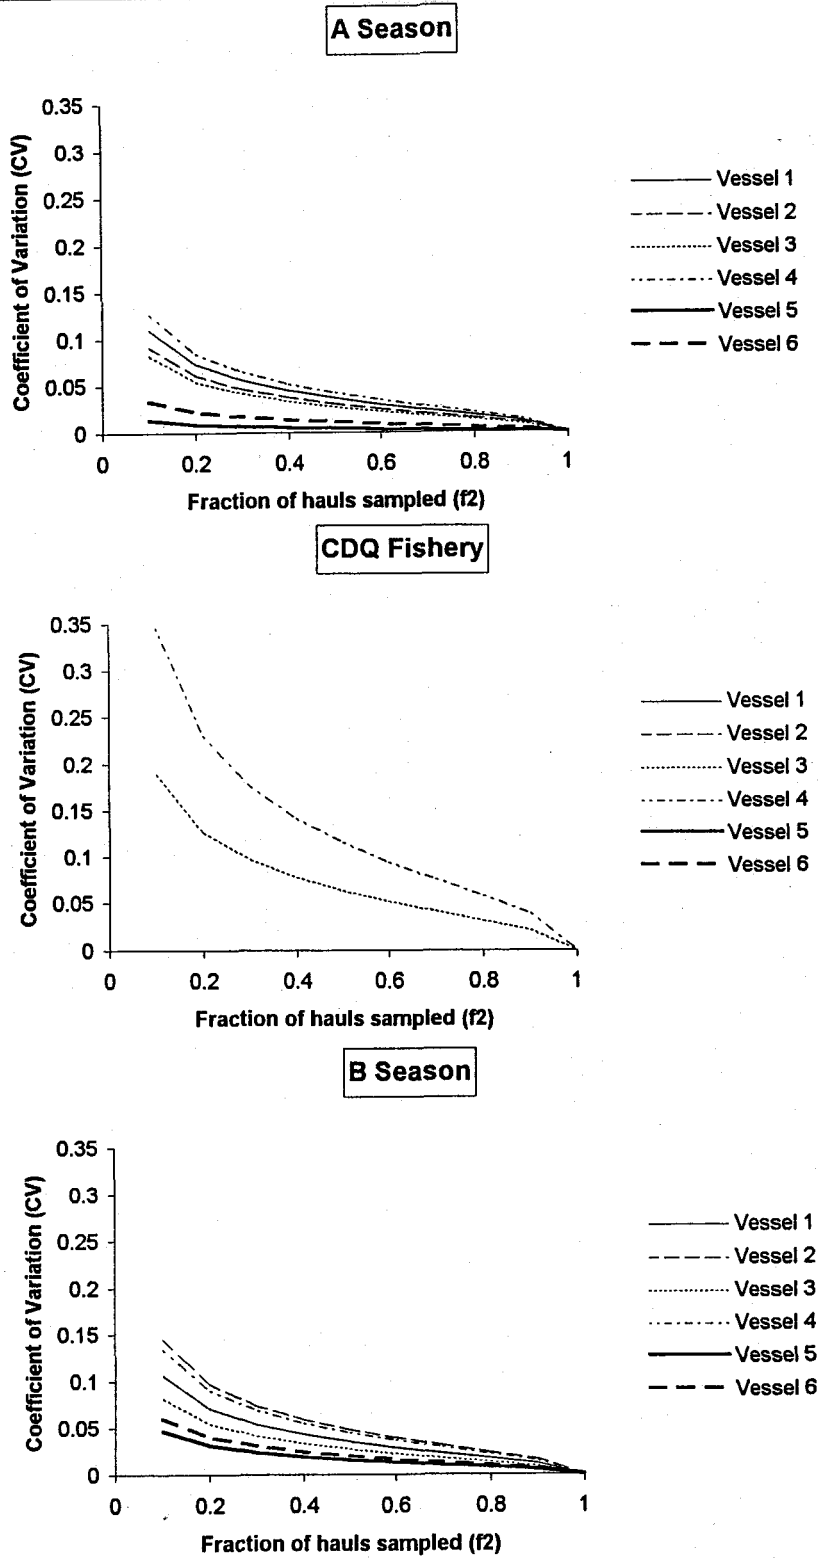 A Season
0.35
0.3
0.25
0.2
0.15
0.1
0.05
0
Coefficient of Variation (CV)
0 0.2 0.4 0.6 0.8 1
Fraction of hauls sampled (f2)
Vessel 1
Vessel 2
Vessel 3
Vessel 4
Vessel 5
Vessel 6
CDQ Fishery
0.35
0.3
0.25
0.2
0.15
0.1
0.05
0
Coefficient of Variation (CV)
0 0.2 0.4 0.6 0.8 1
Fraction of hauls sampled (f2)
Vessel 1
Vessel 2
Vessel 3
Vessel 4
Vessel 5
Vessel 6
B Season
0.35
0.3
0.25
0.2
0.15
0.1
0.05
0
Coefficient of Variation (CV)
0 0.2 0.4 0.6 0.8 1
Fraction of hauls sampled (f2)
Vessel 1
Vessel 2
Vessel 3
Vessel 4
Vessel 5
Vessel 6